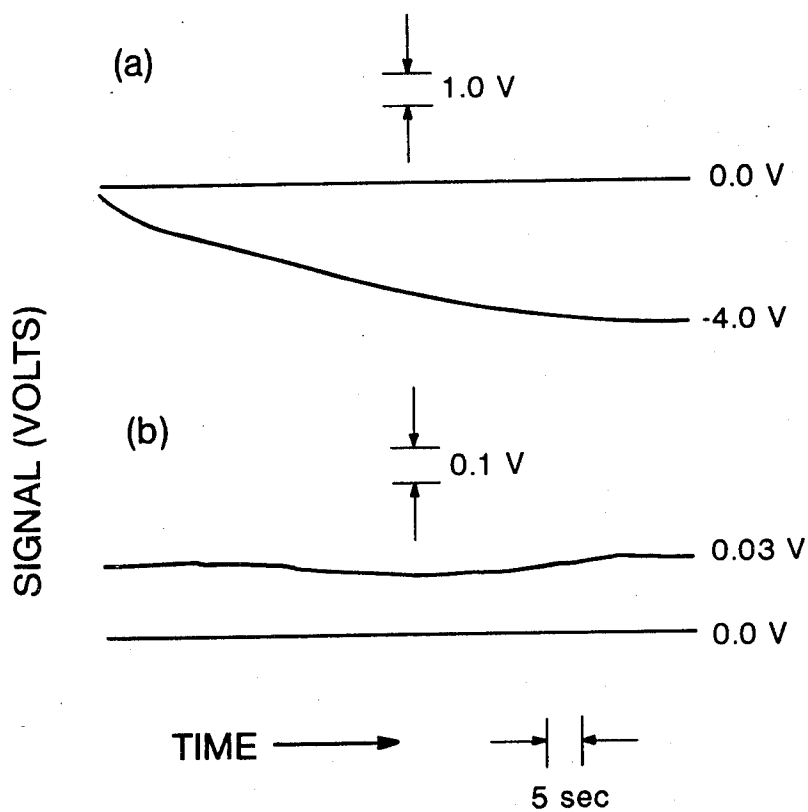 (a)
1.0 V
0.0 V
-4.0 V
SIGNAL (VOLTS)
(b)
0.1 V
0.03 V
0.0 V
TIME
5 sec